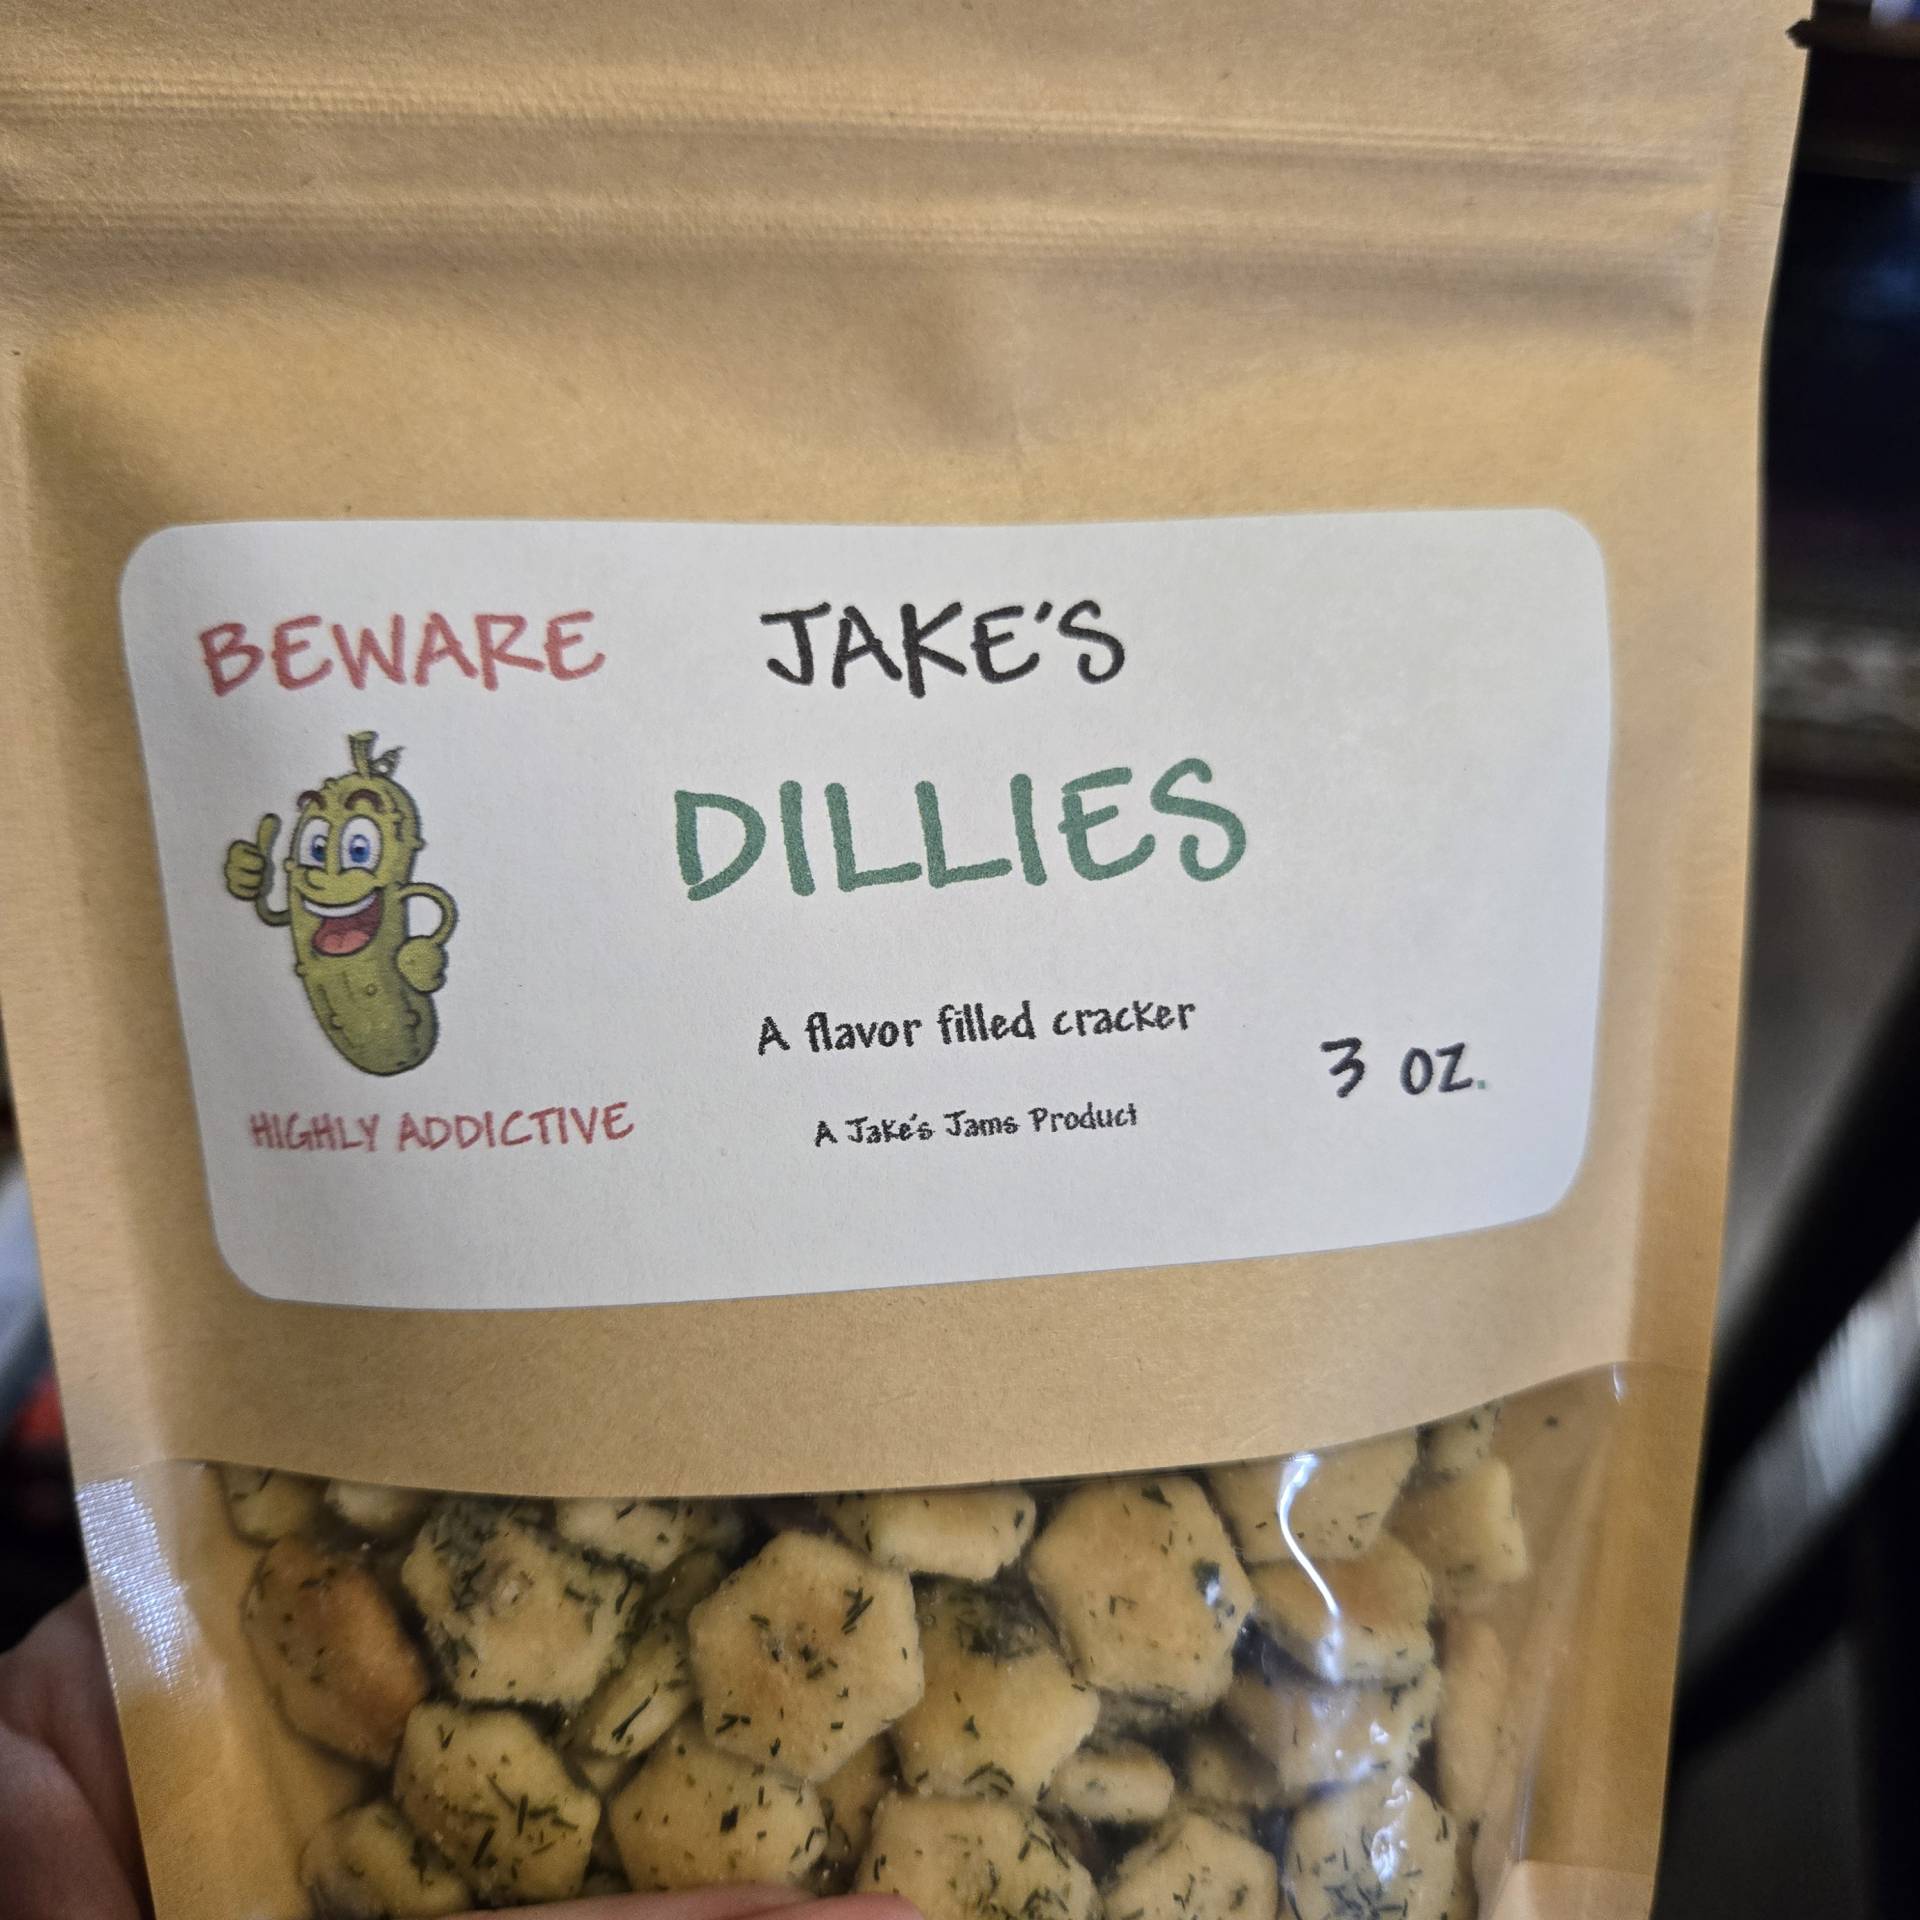 BEWARE
JAKE'S
DILLIES
A flavor filled cracker
3 OZ.
HIGHLY ADDICTIVE
A Jake's Jams Product